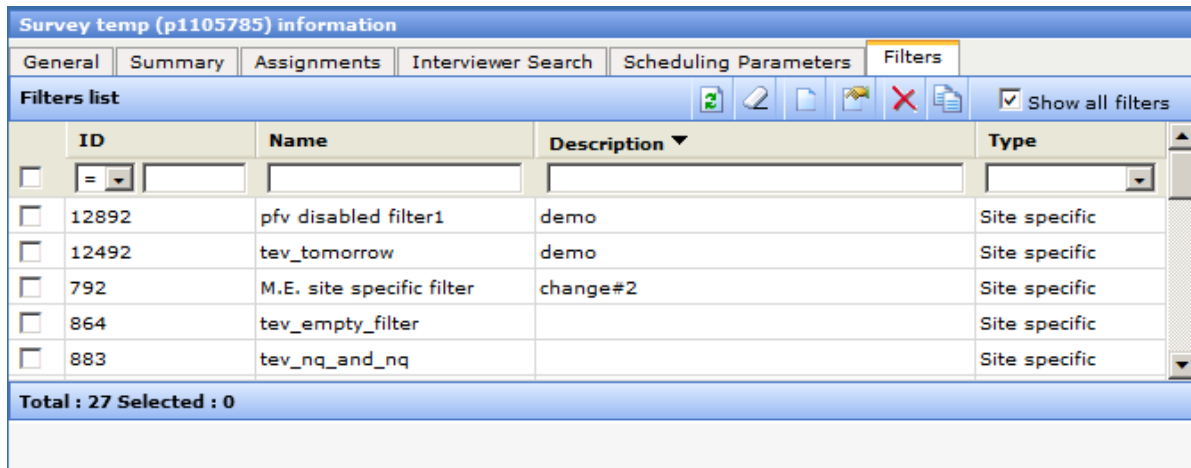 Survey temp (p1105785) information
General Summary Assignments Interviewer Search Scheduling Parameters Filters
Filters list Show all filters
ID Name Description Type
=
12892 pfv disabled filter1 demo Site specific
12492 tev_tomorrow demo Site specific
792 M.E. site specific filter change#2 Site specific
864 tev_empty_filter Site specific
883 tev_nq_and_nq Site specific
Total : 27 Selected : 0